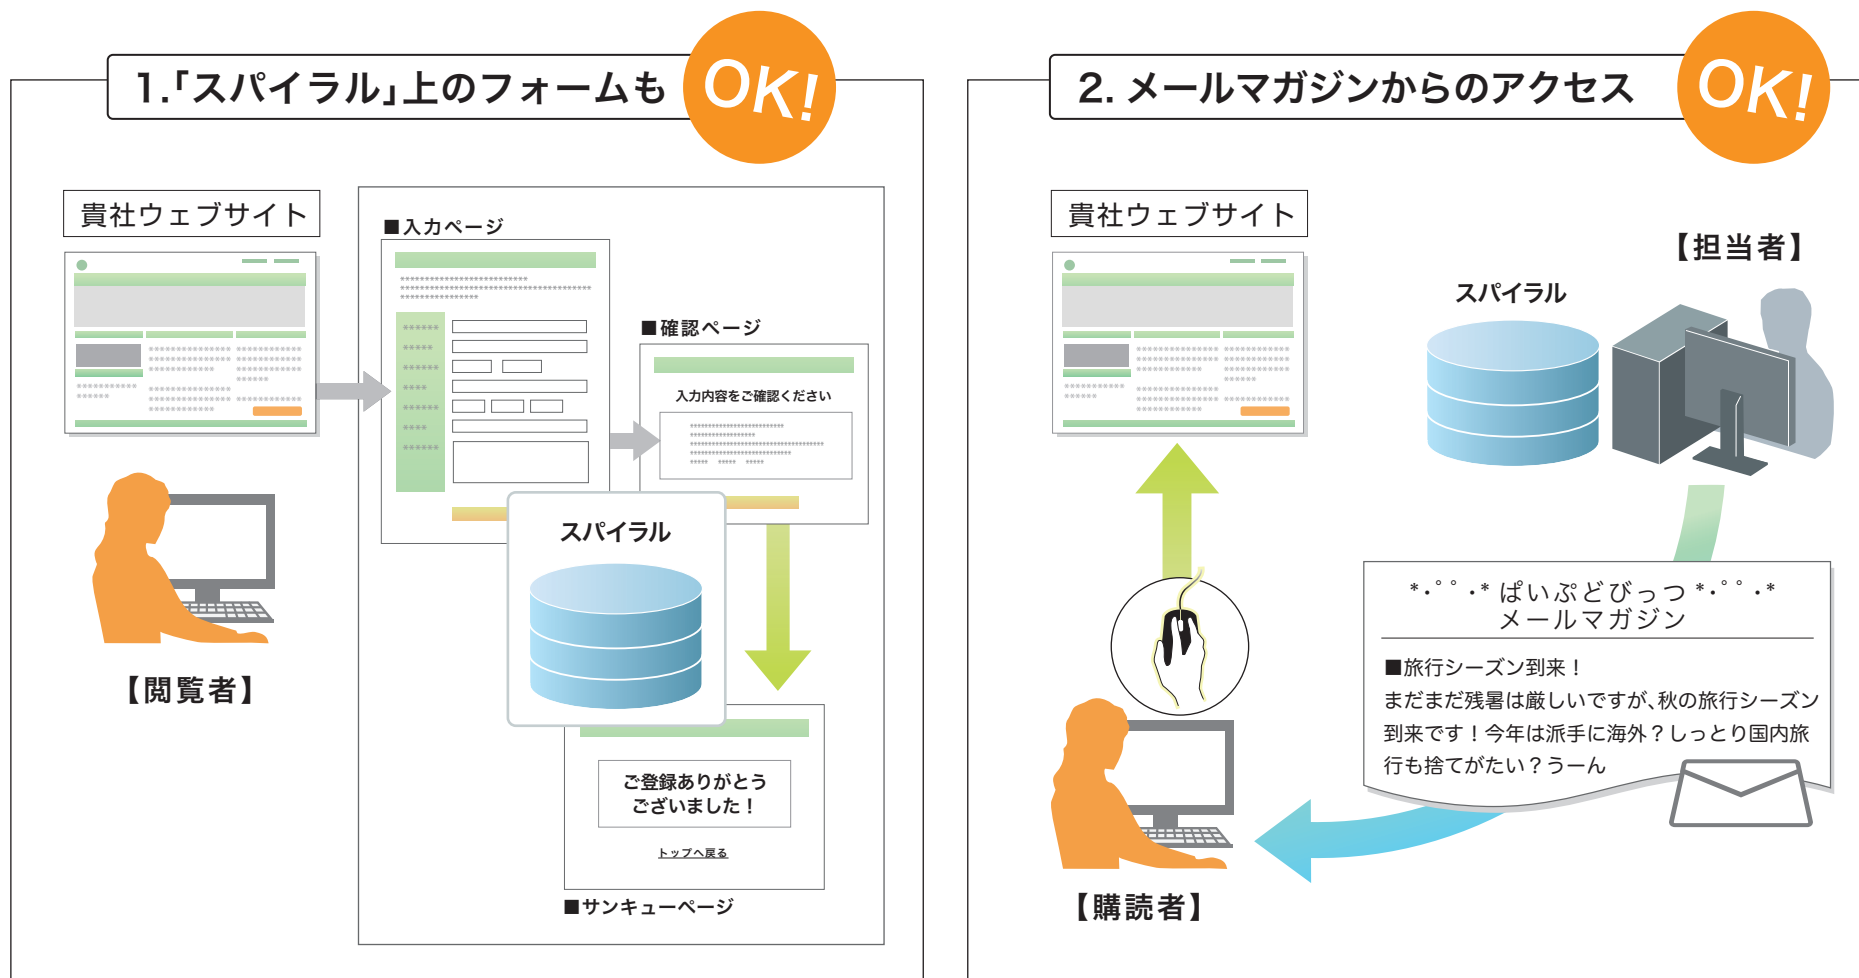 1.「スパイラル」上のフォームも
OK!
貴社ウェブサイト
■入力ページ
■確認ページ
入力内容をご確認ください
スパイラル
ご登録ありがとう
ございました！
トップへ戻る
■サンキューページ
【閲覧者】
2. メールマガジンからのアクセス
OK!
貴社ウェブサイト
【担当者】
スパイラル
*･ﾟﾟ･* ぱいぷどびっつ *･ﾟﾟ･*
メールマガジン
■旅行シーズン到来！
まだまだ残暑は厳しいですが、秋の旅行シーズン
到来です！今年は派手に海外？しっとり国内旅
行も捨てがたい？うーん
【購読者】